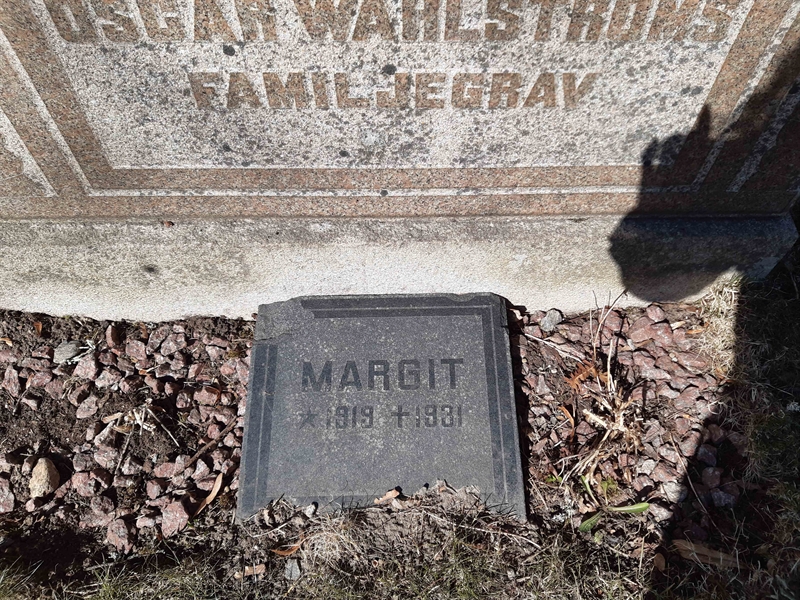 OSCAR WAHLSTRÖMS
FAMILJEGRAV
MARGIT
★ 1919 ✝ 1931